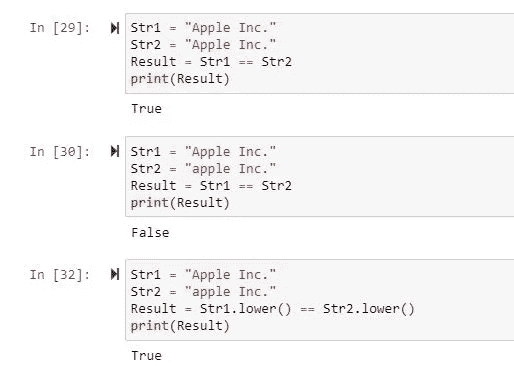 In [29]: Str1 = "Apple Inc."
Str2 = "Apple Inc."
Result = Str1 == Str2
print(Result)
True
In [30]: Str1 = "Apple Inc."
Str2 = "apple Inc."
Result = Str1 == Str2
print(Result)
False
In [32]: Str1 = "Apple Inc."
Str2 = "apple Inc."
Result = Str1.lower() == Str2.lower()
print(Result)
True